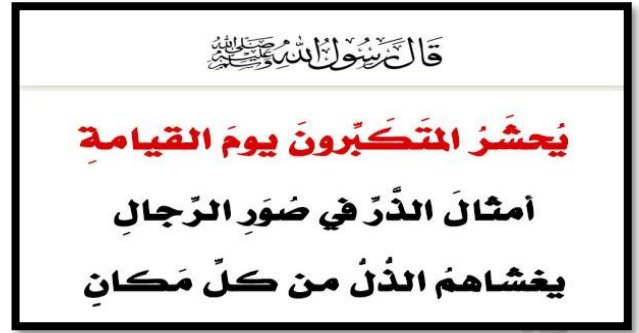 قَالَ رَسُولُ اللهِ صلى الله عليه وسلم
يُحشَرُ المتَكَبِّرونَ يومَ القيامةِ
أمثالَ الذَّرِّ في صُوَرِ الرِّجالِ
يغشاهمُ الذُلُ من كلِّ مَكانِ